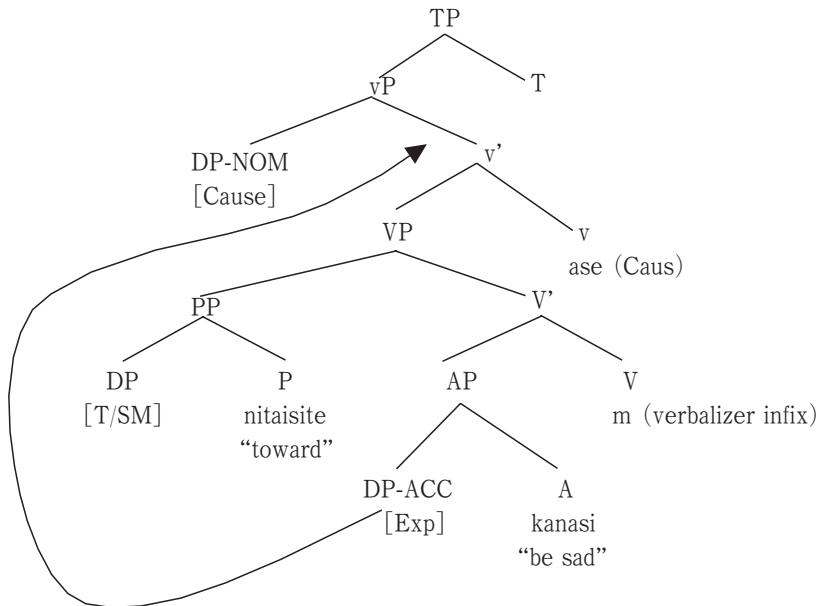 TP
vP T
DP-NOM v’
[Cause]
VP v
ase (Caus)
PP V’
DP P AP V
[T/SM] nitaisite m (verbalizer infix)
“toward”
DP-ACC A
[Exp] kanasi
“be sad”